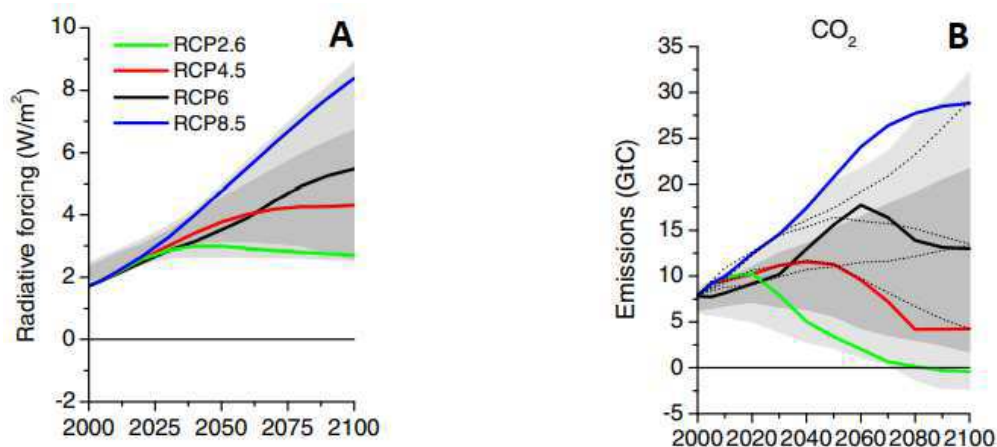 A
RCP2.6
RCP4.5
RCP6
RCP8.5
Radiative forcing (W/m²)
10
8
6
4
2
0
-2
2000 2025 2050 2075 2100
CO₂
B
Emissions (GtC)
35
30
25
20
15
10
5
0
-5
2000 2020 2040 2060 2080 2100